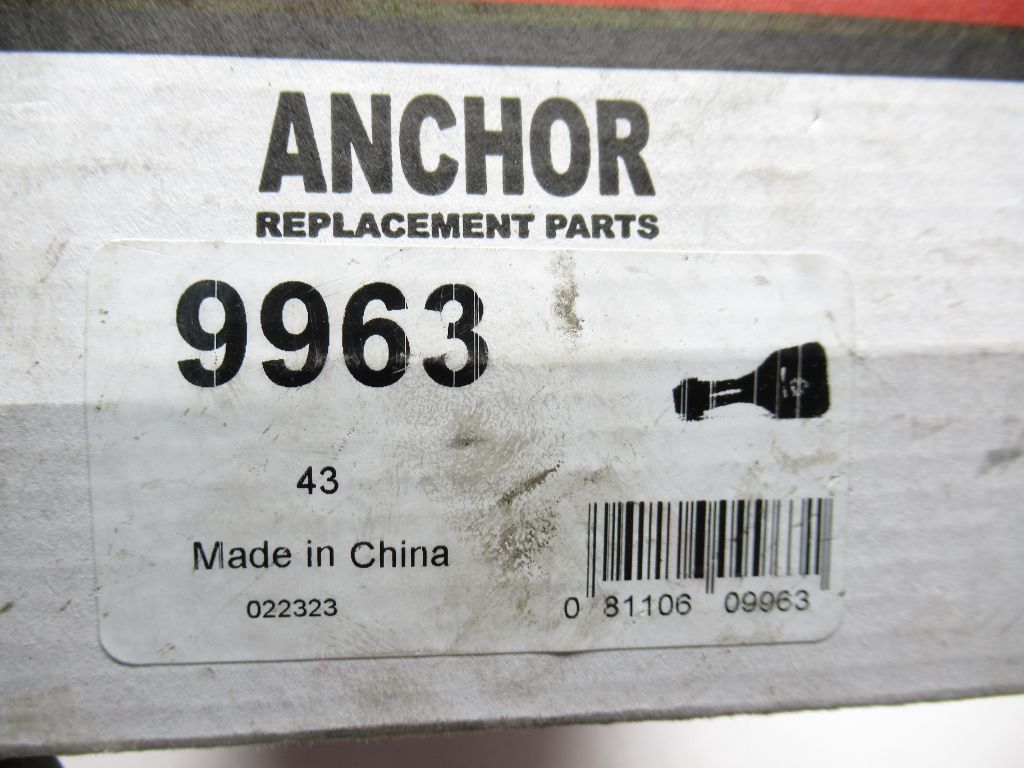 ANCHOR
REPLACEMENT PARTS
9963
43
Made in China
022323
0 81106 09963